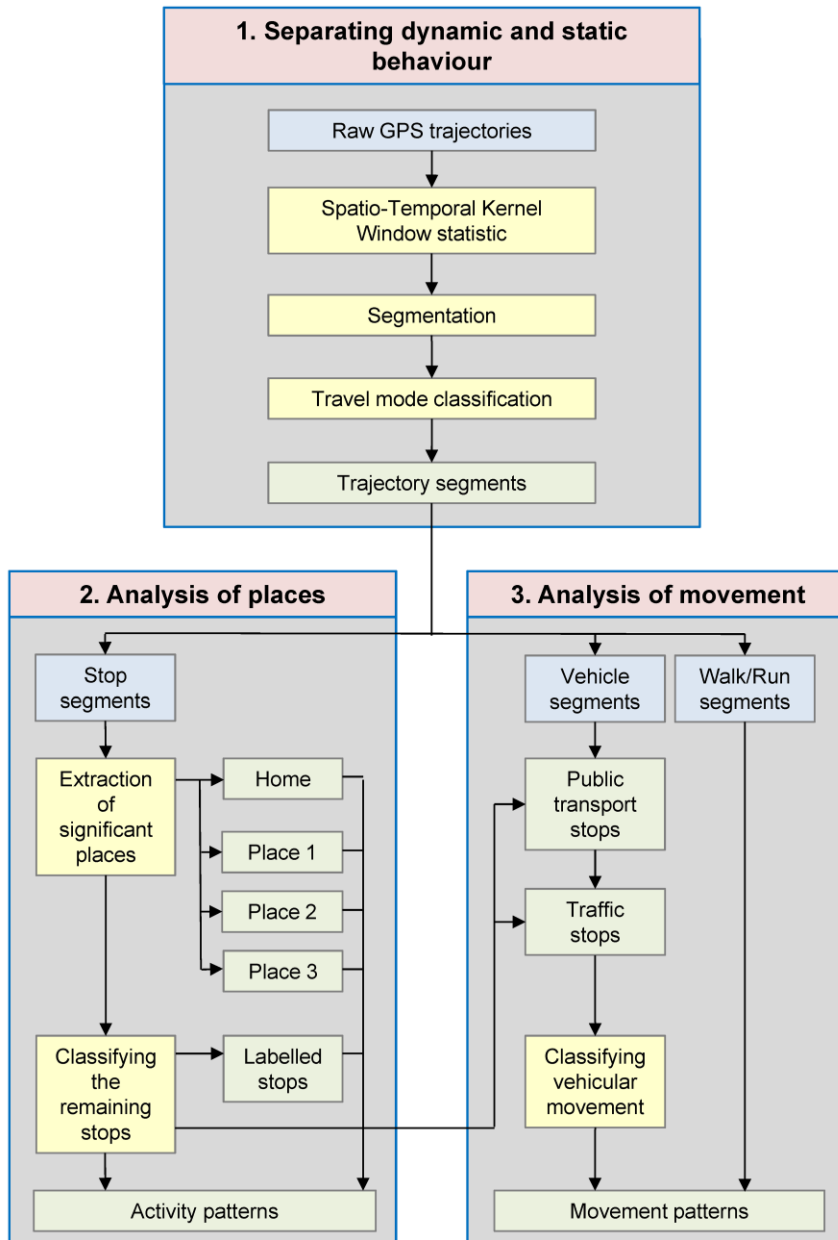 1. Separating dynamic and static
behaviour
Raw GPS trajectories
Spatio-Temporal Kernel
Window statistic
Segmentation
Travel mode classification
Trajectory segments
2. Analysis of places
Stop
segments
Extraction
of
significant
places
Home
Place 1
Place 2
Place 3
Classifying
the
remaining
stops
Labelled
stops
Activity patterns
3. Analysis of movement
Vehicle
segments
Walk/Run
segments
Public
transport
stops
Traffic
stops
Classifying
vehicular
movement
Movement patterns